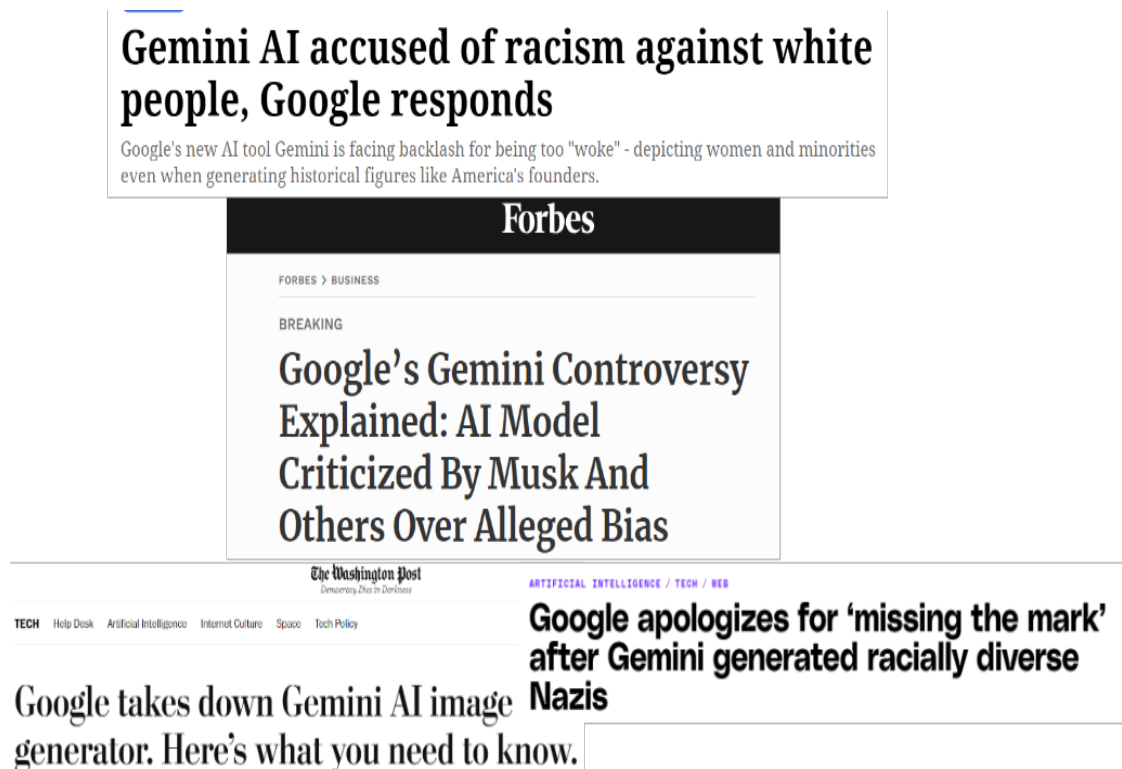 Gemini AI accused of racism against white
people, Google responds
Google's new AI tool Gemini is facing backlash for being too "woke" - depicting women and minorities
even when generating historical figures like America's founders.
Forbes
FORBES > BUSINESS
BREAKING
Google’s Gemini Controversy
Explained: AI Model
Criticized By Musk And
Others Over Alleged Bias
The Washington Post
Democracy Dies in Darkness
TECH Help Desk Artificial Intelligence Internet Culture Space Tech Policy
Google takes down Gemini AI image
generator. Here’s what you need to know.
ARTIFICIAL INTELLIGENCE / TECH / WEB
Google apologizes for ‘missing the mark’
after Gemini generated racially diverse
Nazis